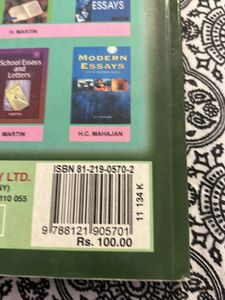 ESSAYS
H. MARTIN
School Essays
and
Letters
MODERN
ESSAYS
MARTIN
H.C. MAHAJAN
Y LTD.
NY)
110 055
ISBN 81-219-0570-2
9 788121 905701
Rs. 100.00
11 134 K